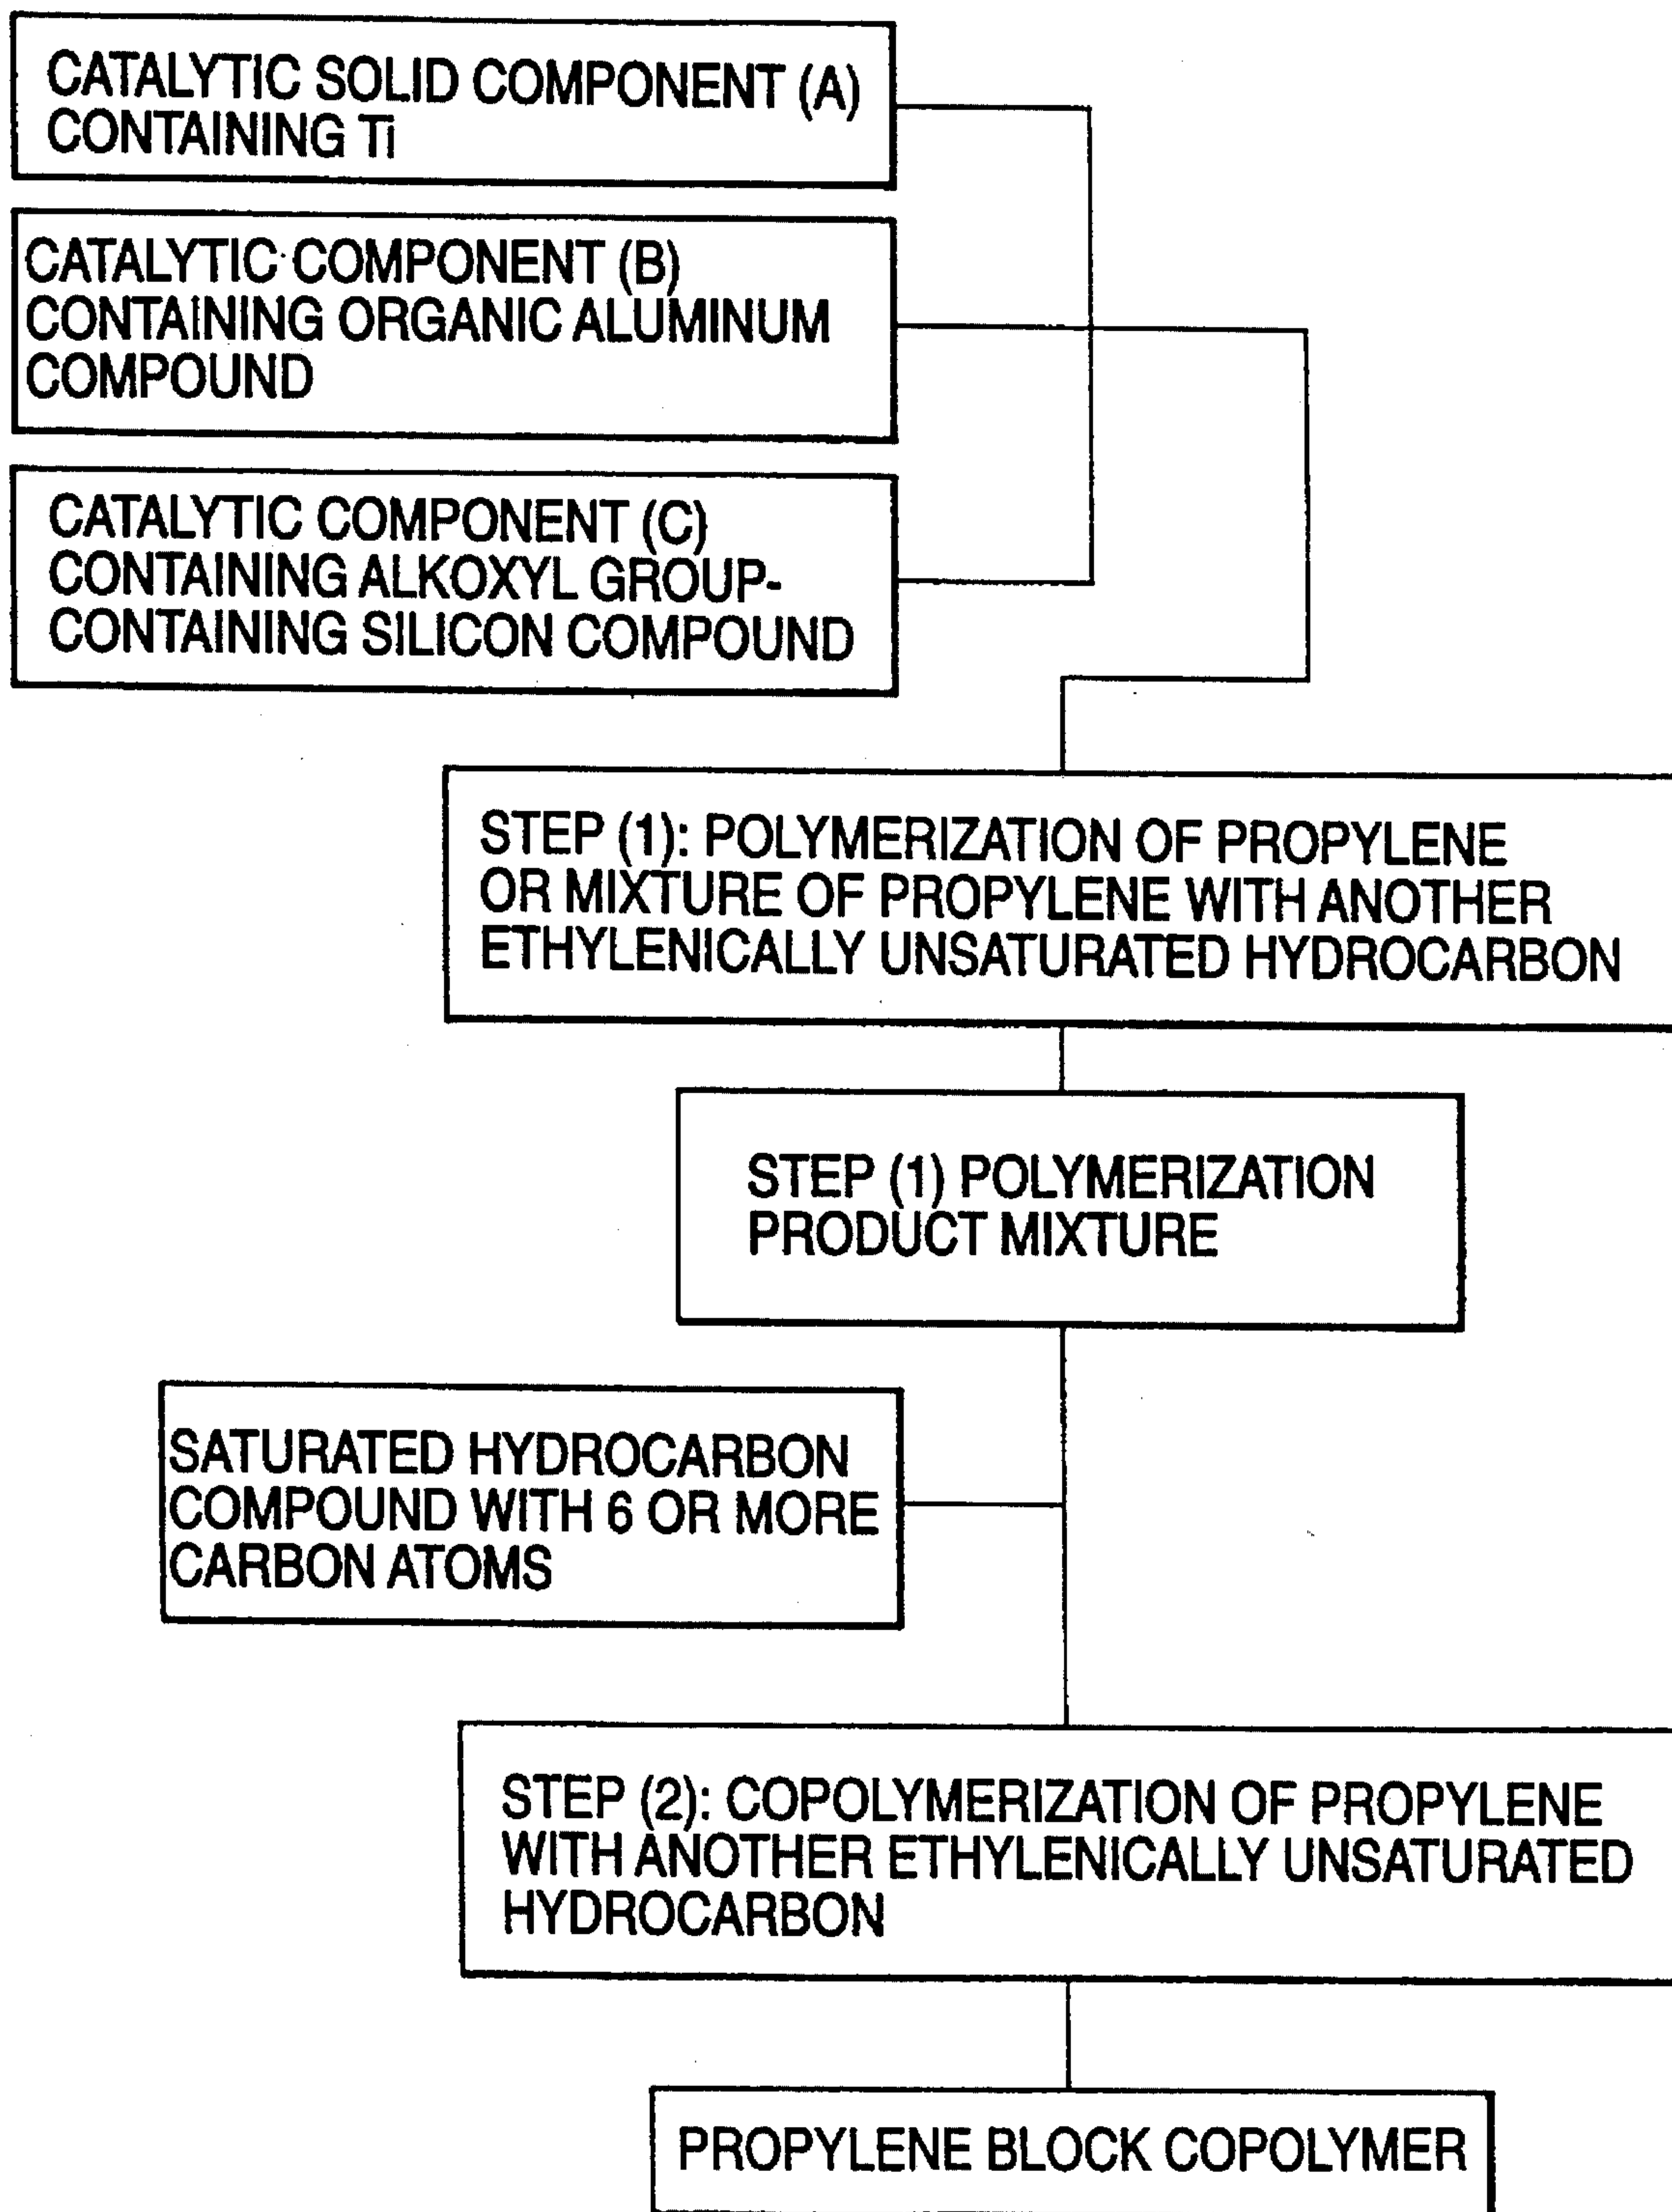 CATALYTIC SOLID COMPONENT (A)
CONTAINING Ti
CATALYTIC COMPONENT (B)
CONTAINING ORGANIC ALUMINUM
COMPOUND
CATALYTIC COMPONENT (C)
CONTAINING ALKOXYL GROUP-
CONTAINING SILICON COMPOUND
STEP (1): POLYMERIZATION OF PROPYLENE
OR MIXTURE OF PROPYLENE WITH ANOTHER
ETHYLENICALLY UNSATURATED HYDROCARBON
STEP (1) POLYMERIZATION
PRODUCT MIXTURE
SATURATED HYDROCARBON
COMPOUND WITH 6 OR MORE
CARBON ATOMS
STEP (2): COPOLYMERIZATION OF PROPYLENE
WITH ANOTHER ETHYLENICALLY UNSATURATED
HYDROCARBON
PROPYLENE BLOCK COPOLYMER